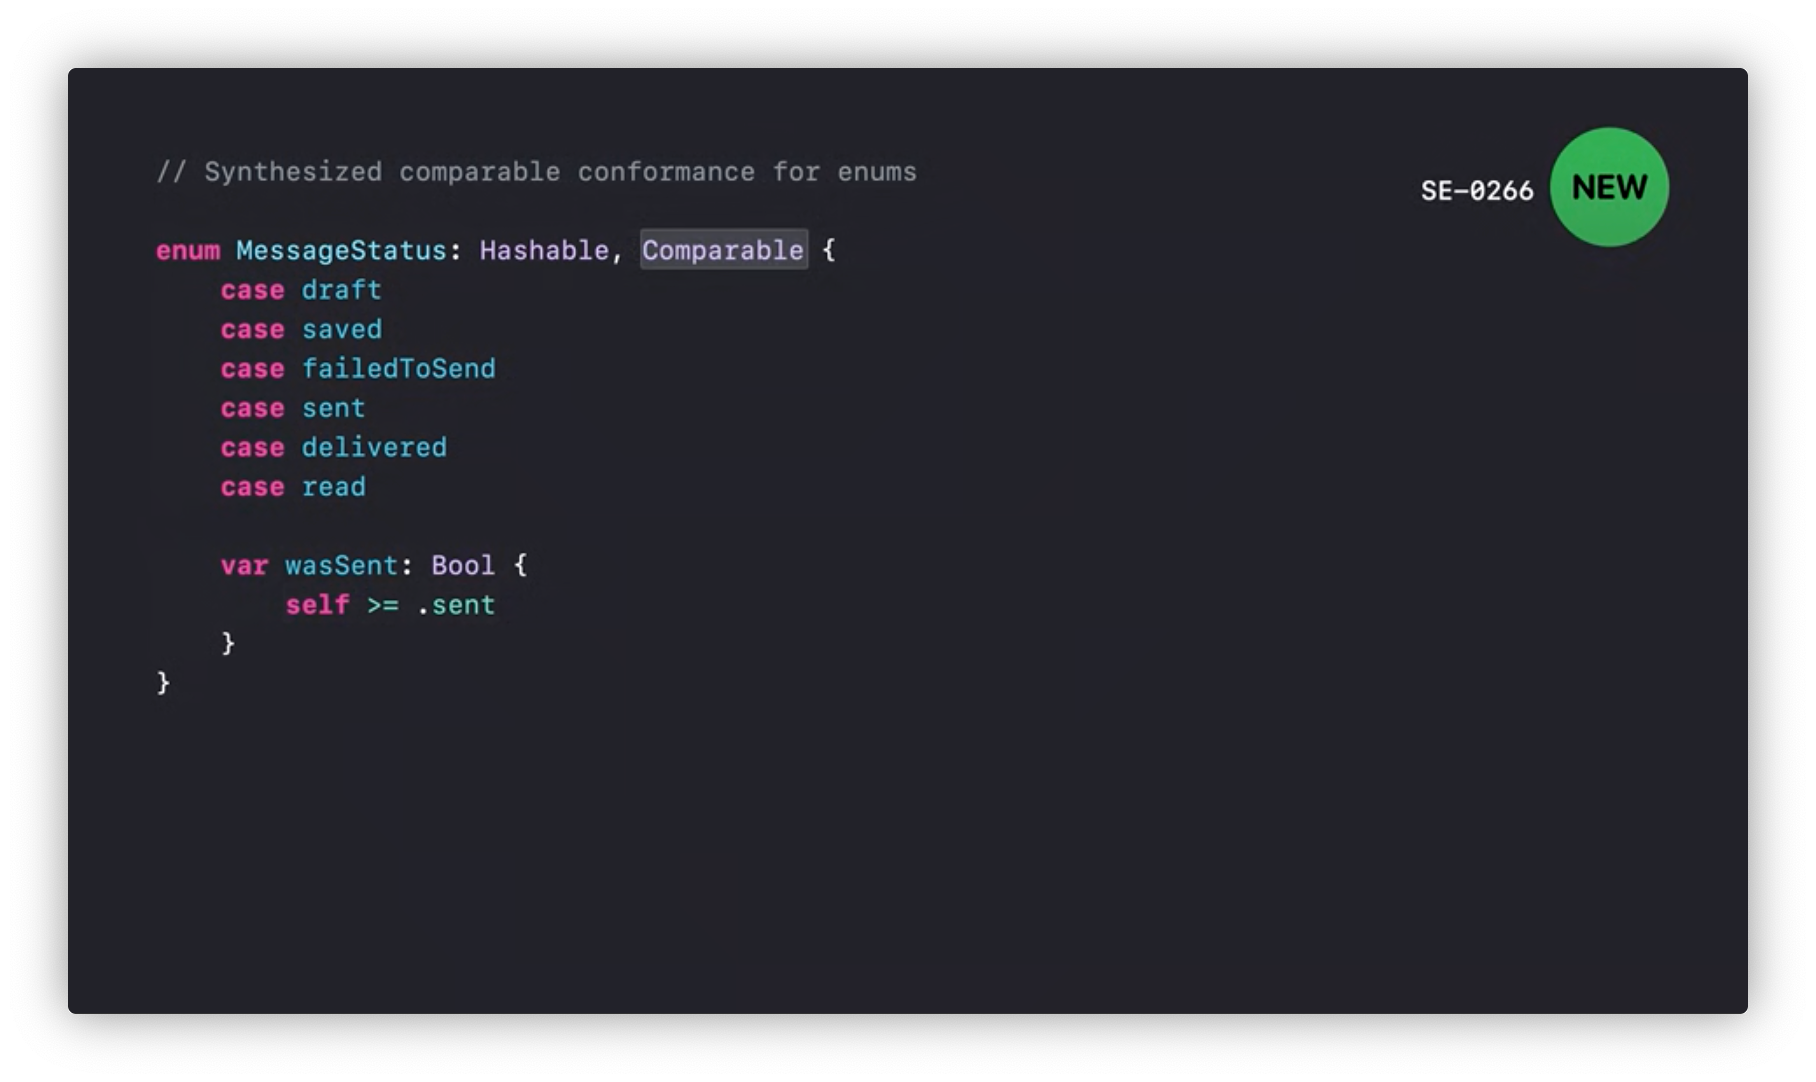 // Synthesized comparable conformance for enums
SE-0266 NEW
enum MessageStatus: Hashable, Comparable {
    case draft
    case saved
    case failedToSend
    case sent
    case delivered
    case read
    var wasSent: Bool {
        self >= .sent
    }
}